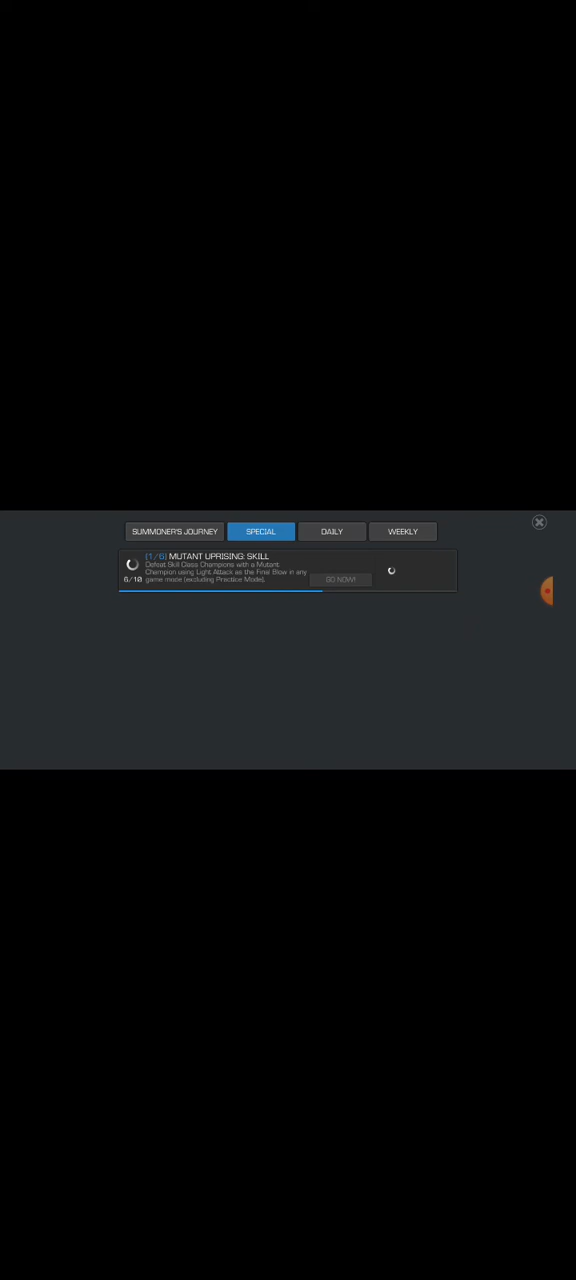 SUMMONER'S JOURNEY SPECIAL DAILY WEEKLY
(1/6) MUTANT UPRISING: SKILL
Defeat Skill Class Champions with a Mutant
Champion using Light Attack as the Final Blow in any
6/10 game mode (excluding Practice Mode). GO NOW!